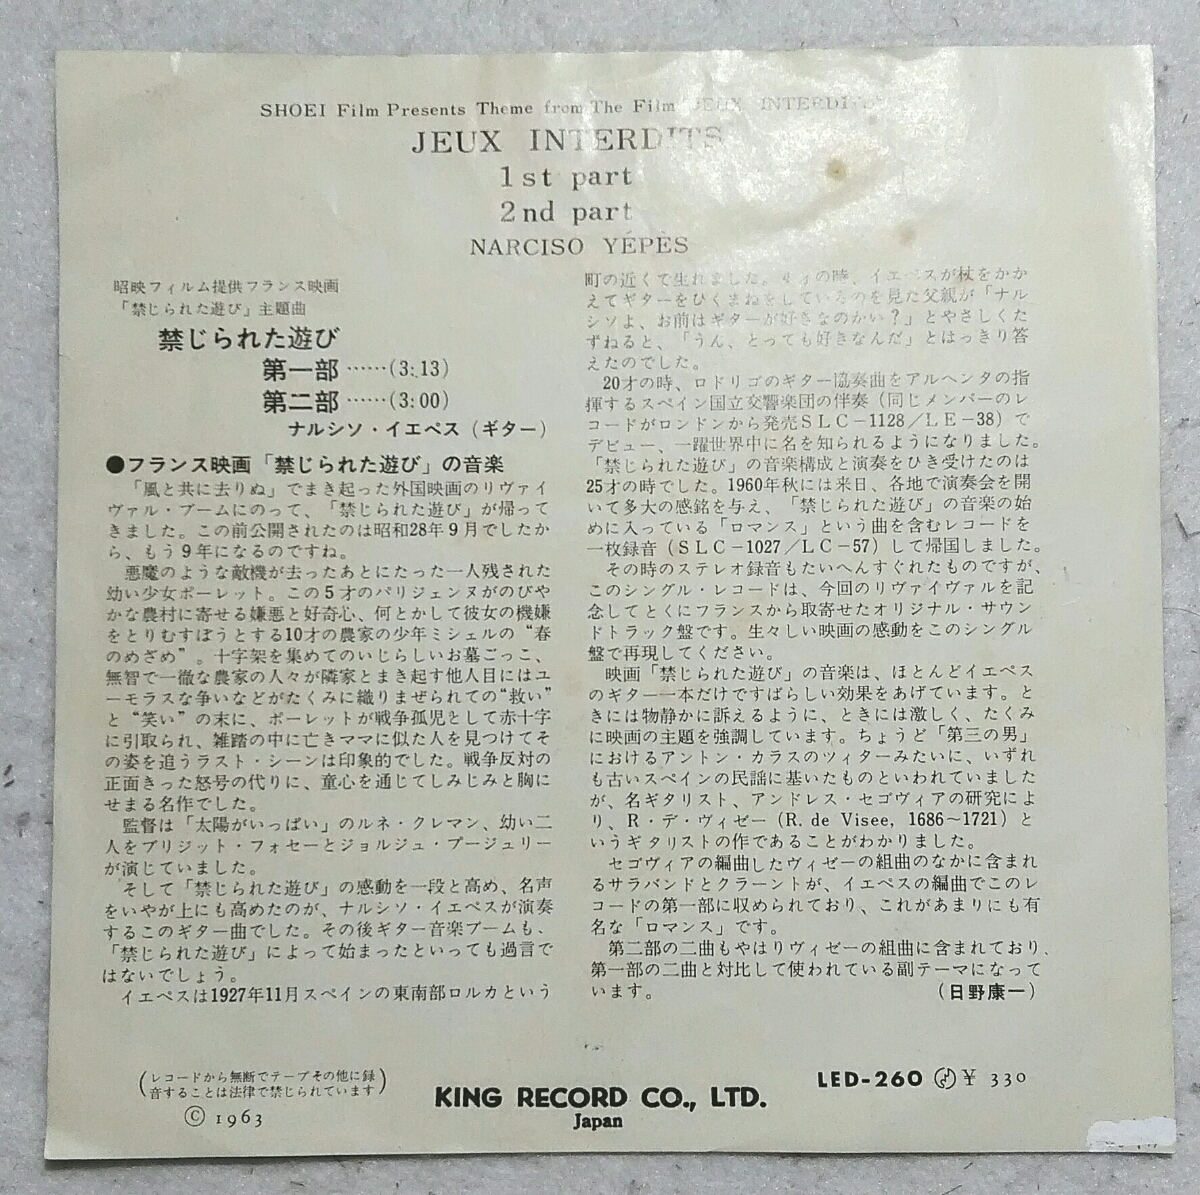 SHOEI Film Presents Theme from The Film "JEUX INTERDITS"
JEUX INTERDITS
1st part
2nd part
NARCISO YÉPÈS
昭映フィルム提供フランス映画
「禁じられた遊び」主題曲
禁じられた遊び
第一部……(3:13)
第二部……(3:00)
ナルシソ・イエペス (ギター)
●フランス映画「禁じられた遊び」の音楽
「風と共に去りぬ」でまき起った外国映画のリヴァイ
ヴァル・ブームにのって、「禁じられた遊び」が帰って
きました。この前公開されたのは昭和28年9月でしたか
ら、もう9年になるのですね。
悪魔のような敵機が去ったあとにたった一人残された
幼い少女ポーレット。この5才のパリジェンヌがのびや
かな農村に寄せる嫌悪と好奇心、何とかして彼女の機嫌
をとりむすぼうとする10才の農家の少年ミシェルの“春
のめざめ”。十字架を集めてのいじらしいお墓ごっこ、
無智で一徹な農家の人々が隣家とまき起す他人目にはユ
ーモラスな争いなどがたくみに織りまぜられての“救い”
と“笑い”の末に、ポーレットが戦争孤児として赤十字
に引取られ、雑踏の中に亡きママに似た人を見つけてそ
の姿を追うラスト・シーンは印象的でした。戦争反対の
正面きった怒号の代りに、童心を通じてしみじみと胸に
せまる名作でした。
監督は「太陽がいっぱい」のルネ・クレマン、幼い二
人をブリジット・フォセーとジョルジュ・プージュリー
が演じていました。
そして「禁じられた遊び」の感動を一段と高め、名声
をいやが上にも高めたのが、ナルシソ・イエペスが演奏
するこのギター曲でした。その後ギター音楽ブームも、
「禁じられた遊び」によって始まったといっても過言で
はないでしょう。
イエペスは1927年11月スペインの東南部ロルカという
町の近くで生れました。4才の時、イエペスが杖をかか
えてギターをひくまねをしているのを見た父親が「ナル
シソよ、お前はギターが好きなのかい?」とやさしくた
ずねると、「うん、とっても好きなんだ」とはっきり答
えたのでした。
20才の時、ロドリゴのギター協奏曲をアルヘンタの指
揮するスペイン国立交響楽団の伴奏(同じメンバーのレ
コードがロンドンから発売SLC-1128/LE-38)で
デビュー、一躍世界中に名を知られるようになりました。
「禁じられた遊び」の音楽構成と演奏をひき受けたのは
25才の時でした。1960年秋には来日、各地で演奏会を開
いて多大の感銘を与え、「禁じられた遊び」の音楽の始
めに入っている「ロマンス」という曲を含むレコードを
一枚録音(SLC-1027/LC-57)して帰国しました。
その時のステレオ録音もたいへんすぐれたものですが、
このシングル・レコードは、今回のリヴァイヴァルを記
念してとくにフランスから取寄せたオリジナル・サウン
ドトラック盤です。生々しい映画の感動をこのシングル
盤で再現してください。
映画「禁じられた遊び」の音楽は、ほとんどイエペス
のギター一本だけですばらしい効果をあげています。と
きには物静かに訴えるように、ときには激しく、たくみ
に映画の主題を強調しています。ちょうど「第三の男」
におけるアントン・カラスのツィターみたいに、いずれ
も古いスペインの民謡に基いたものといわれていました
が、名ギタリスト、アンドレス・セゴヴィアの研究によ
り、R・デ・ヴィゼー(R. de Visee, 1686〜1721)と
いうギタリストの作であることがわかりました。
セゴヴィアの編曲したヴィゼーの組曲のなかに含まれ
るサラバンドとクラーントが、イエペスの編曲でこのレ
コードの第一部に収められており、これがあまりにも有
名な「ロマンス」です。
第二部の二曲もやはりヴィゼーの組曲に含まれており、
第一部の二曲と対比して使われている副テーマになって
います。 (日野康一)
(レコードから無断でテープその他に録
音することは法律で禁じられています)
© 1963
KING RECORD CO., LTD.
Japan
LED-260 ¥ 330